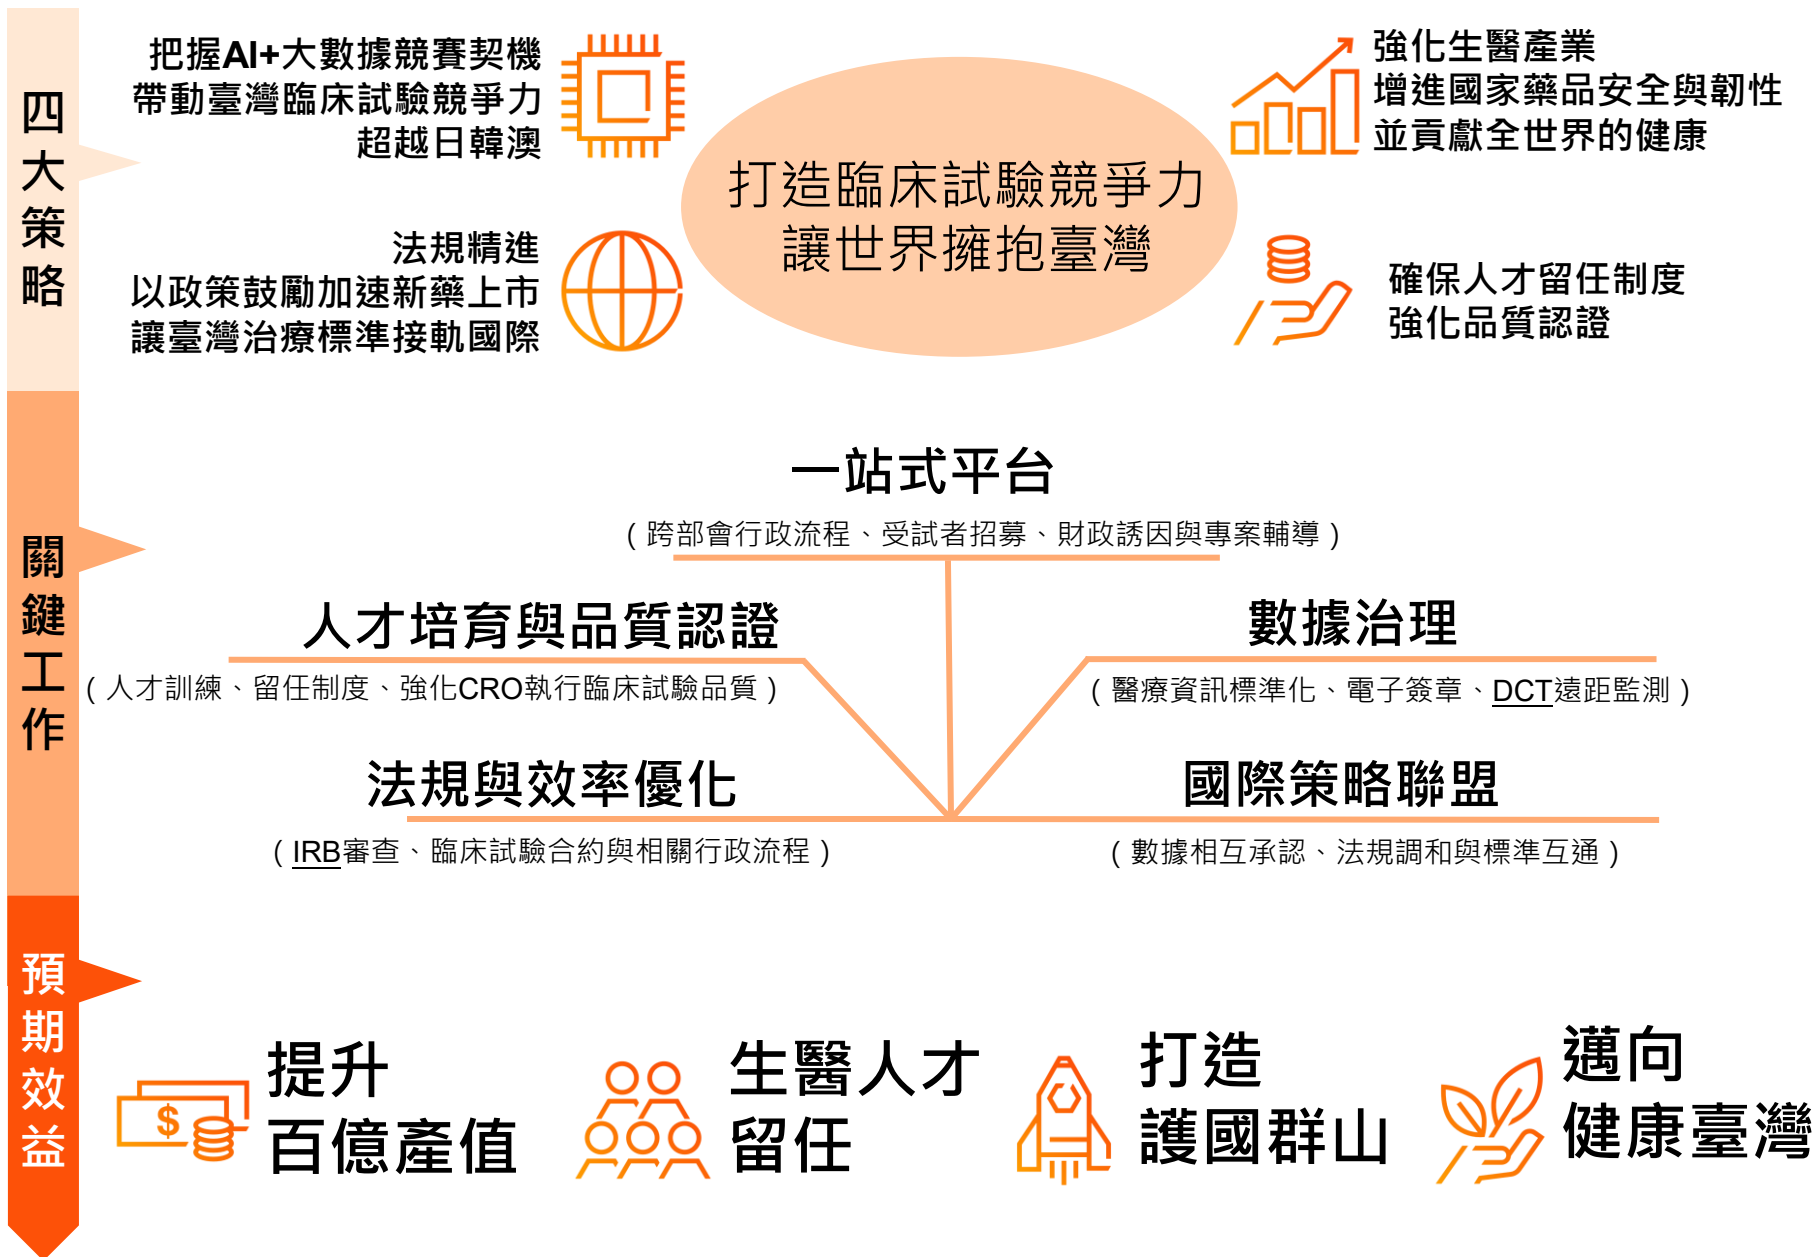 四大策略
把握AI+大數據競賽契機
帶動臺灣臨床試驗競爭力
超越日韓澳
法規精進
以政策鼓勵加速新藥上市
讓臺灣治療標準接軌國際
打造臨床試驗競爭力
讓世界擁抱臺灣
強化生醫產業
增進國家藥品安全與韌性
並貢獻全世界的健康
確保人才留任制度
強化品質認證
關鍵工作
一站式平台
（跨部會行政流程、受試者招募、財政誘因與專案輔導）
人才培育與品質認證
（人才訓練、留任制度、強化CRO執行臨床試驗品質）
數據治理
（醫療資訊標準化、電子簽章、DCT遠距監測）
法規與效率優化
（IRB審查、臨床試驗合約與相關行政流程）
國際策略聯盟
（數據相互承認、法規調和與標準互通）
預期效益
$
提升
百億產值
生醫人才
留任
打造
護國群山
邁向
健康臺灣